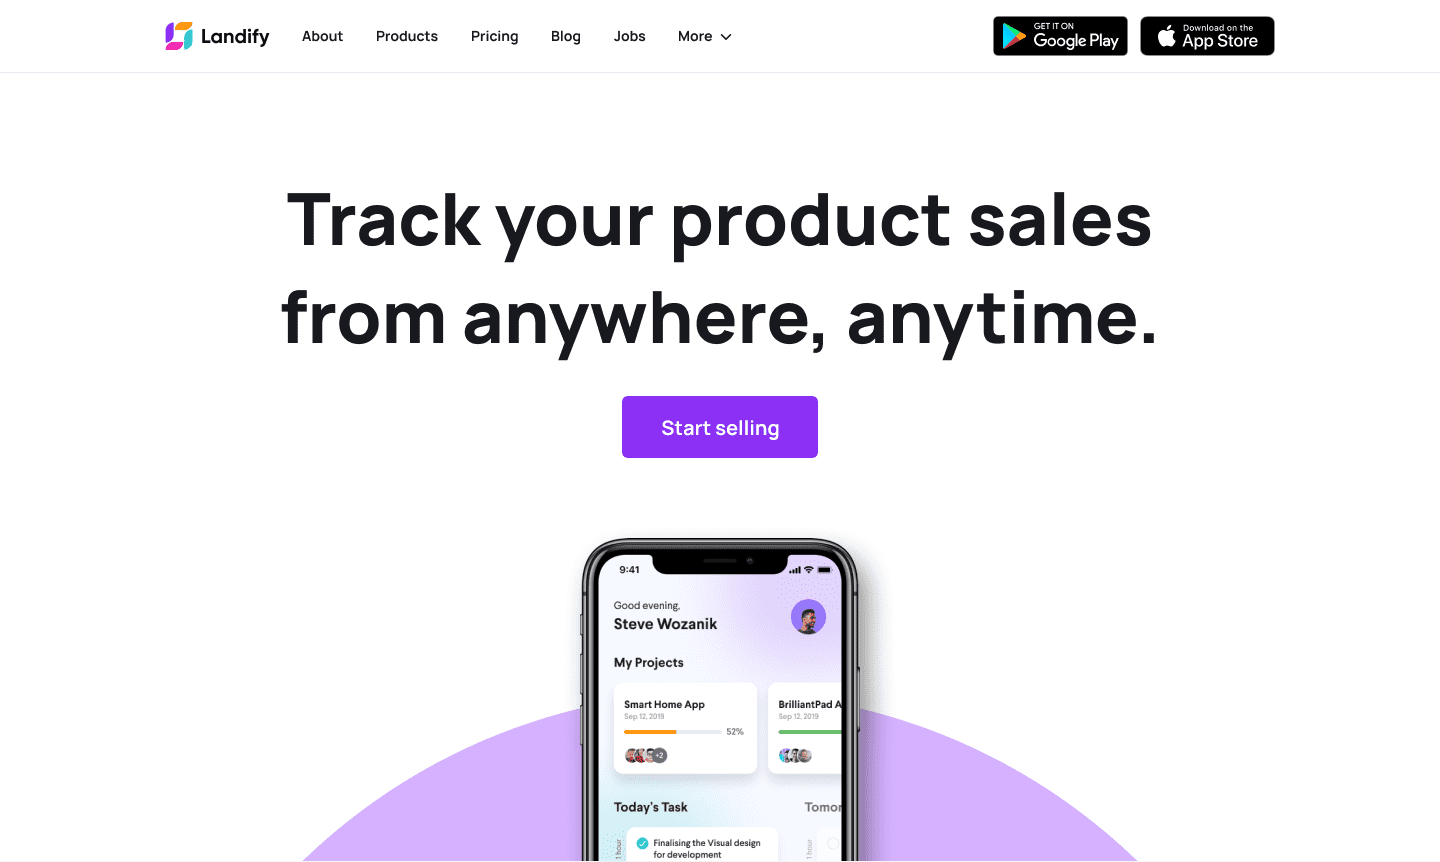 Landify
About
Products
Pricing
Blog
Jobs
More
GET IT ON
Google Play
Download on the
App Store
Track your product sales
from anywhere, anytime.
Start selling
9:41
Good evening,
Steve Wozanik
My Projects
Smart Home App
Sep 12, 2019
52%
+2
BrilliantPad A
Sep 12, 2019
Today's Task
Tomor
1 hour
Finalising the Visual design
for development
1 hour